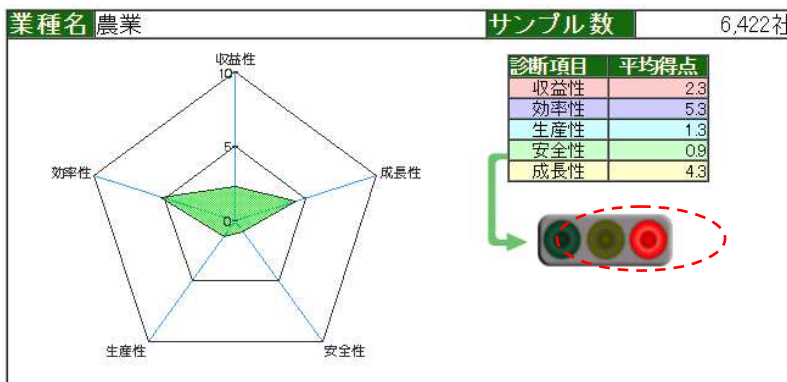 業種名 農業 サンプル数 6,422社
収益性
10
5
0
効率性
成長性
生産性
安全性
診断項目 平均得点
収益性 2.3
効率性 5.3
生産性 1.3
安全性 0.9
成長性 4.3